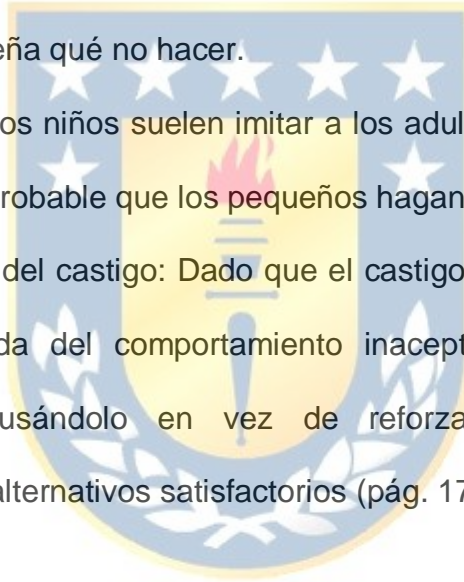 eña qué no hacer.
os niños suelen imitar a los adul
robable que los pequeños hagan
del castigo: Dado que el castigo
da del comportamiento inacept
usándolo en vez de reforza
alternativos satisfactorios (pág. 17